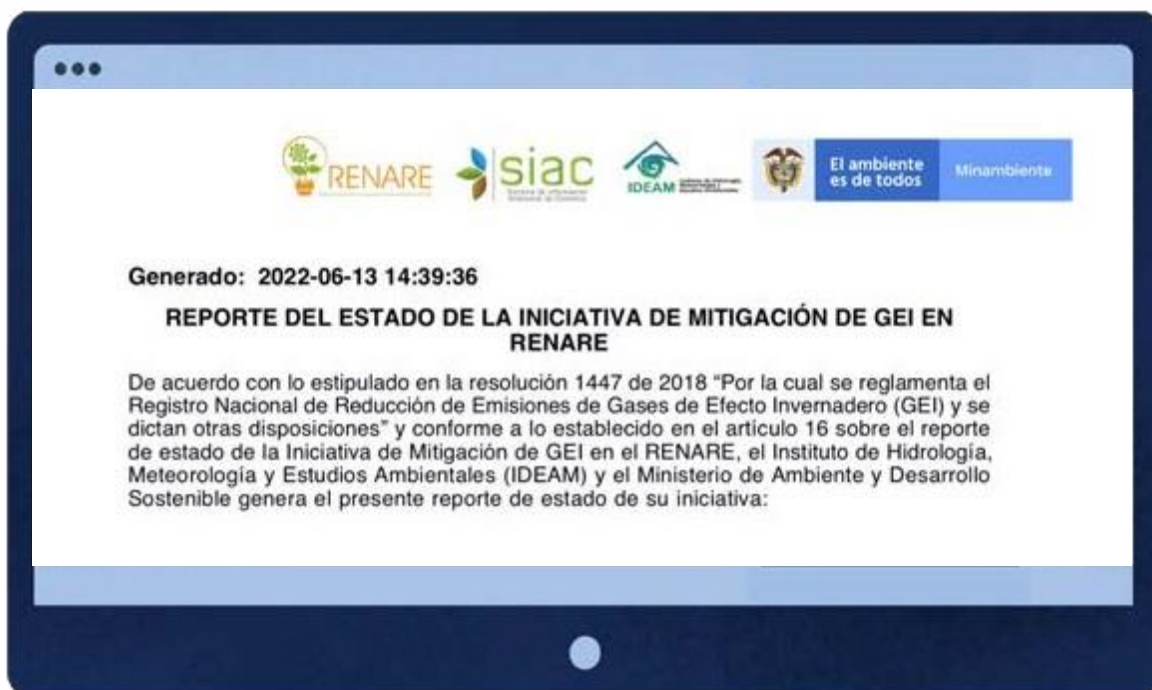 RENARE
siac
IDEAM
El ambiente
es de todos
Minambiente
Generado: 2022-06-13 14:39:36
REPORTE DEL ESTADO DE LA INICIATIVA DE MITIGACIÓN DE GEI EN
RENARE
De acuerdo con lo estipulado en la resolución 1447 de 2018 “Por la cual se reglamenta el
Registro Nacional de Reducción de Emisiones de Gases de Efecto Invernadero (GEI) y se
dictan otras disposiciones” y conforme a lo establecido en el artículo 16 sobre el reporte
de estado de la Iniciativa de Mitigación de GEI en el RENARE, el Instituto de Hidrología,
Meteorología y Estudios Ambientales (IDEAM) y el Ministerio de Ambiente y Desarrollo
Sostenible genera el presente reporte de estado de su iniciativa: